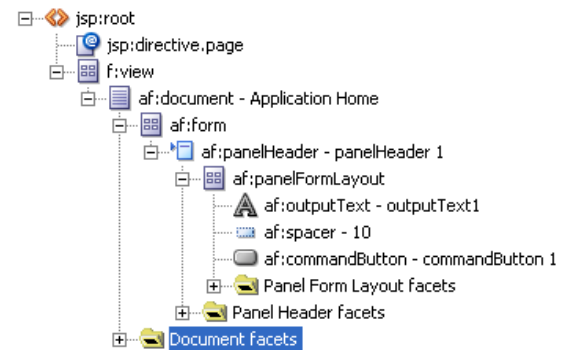 jsp:root
jsp:directive.page
f:view
af:document - Application Home
af:form
af:panelHeader - panelHeader 1
af:panelFormLayout
af:outputText - outputText1
af:spacer - 10
af:commandButton - commandButton 1
Panel Form Layout facets
Panel Header facets
Document facets